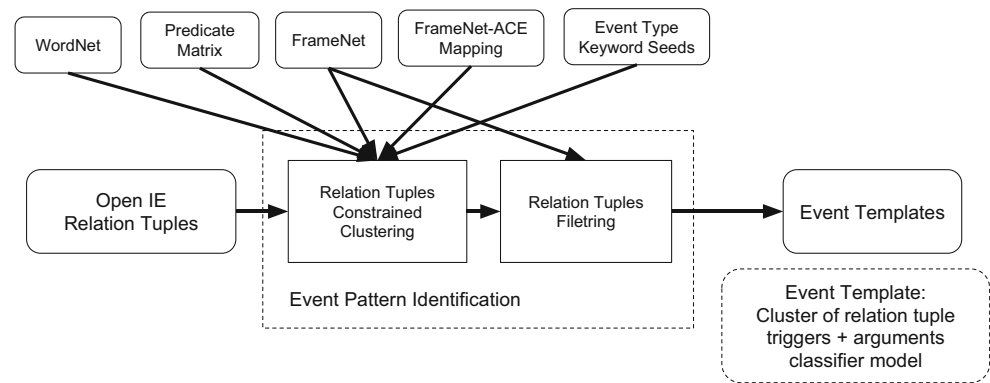 WordNet
Predicate
Matrix
FrameNet
FrameNet-ACE
Mapping
Event Type
Keyword Seeds
Open IE
Relation Tuples
Relation Tuples
Constrained
Clustering
Relation Tuples
Filetring
Event Templates
Event Pattern Identification
Event Template:
Cluster of relation tuple
triggers + arguments
classifier model